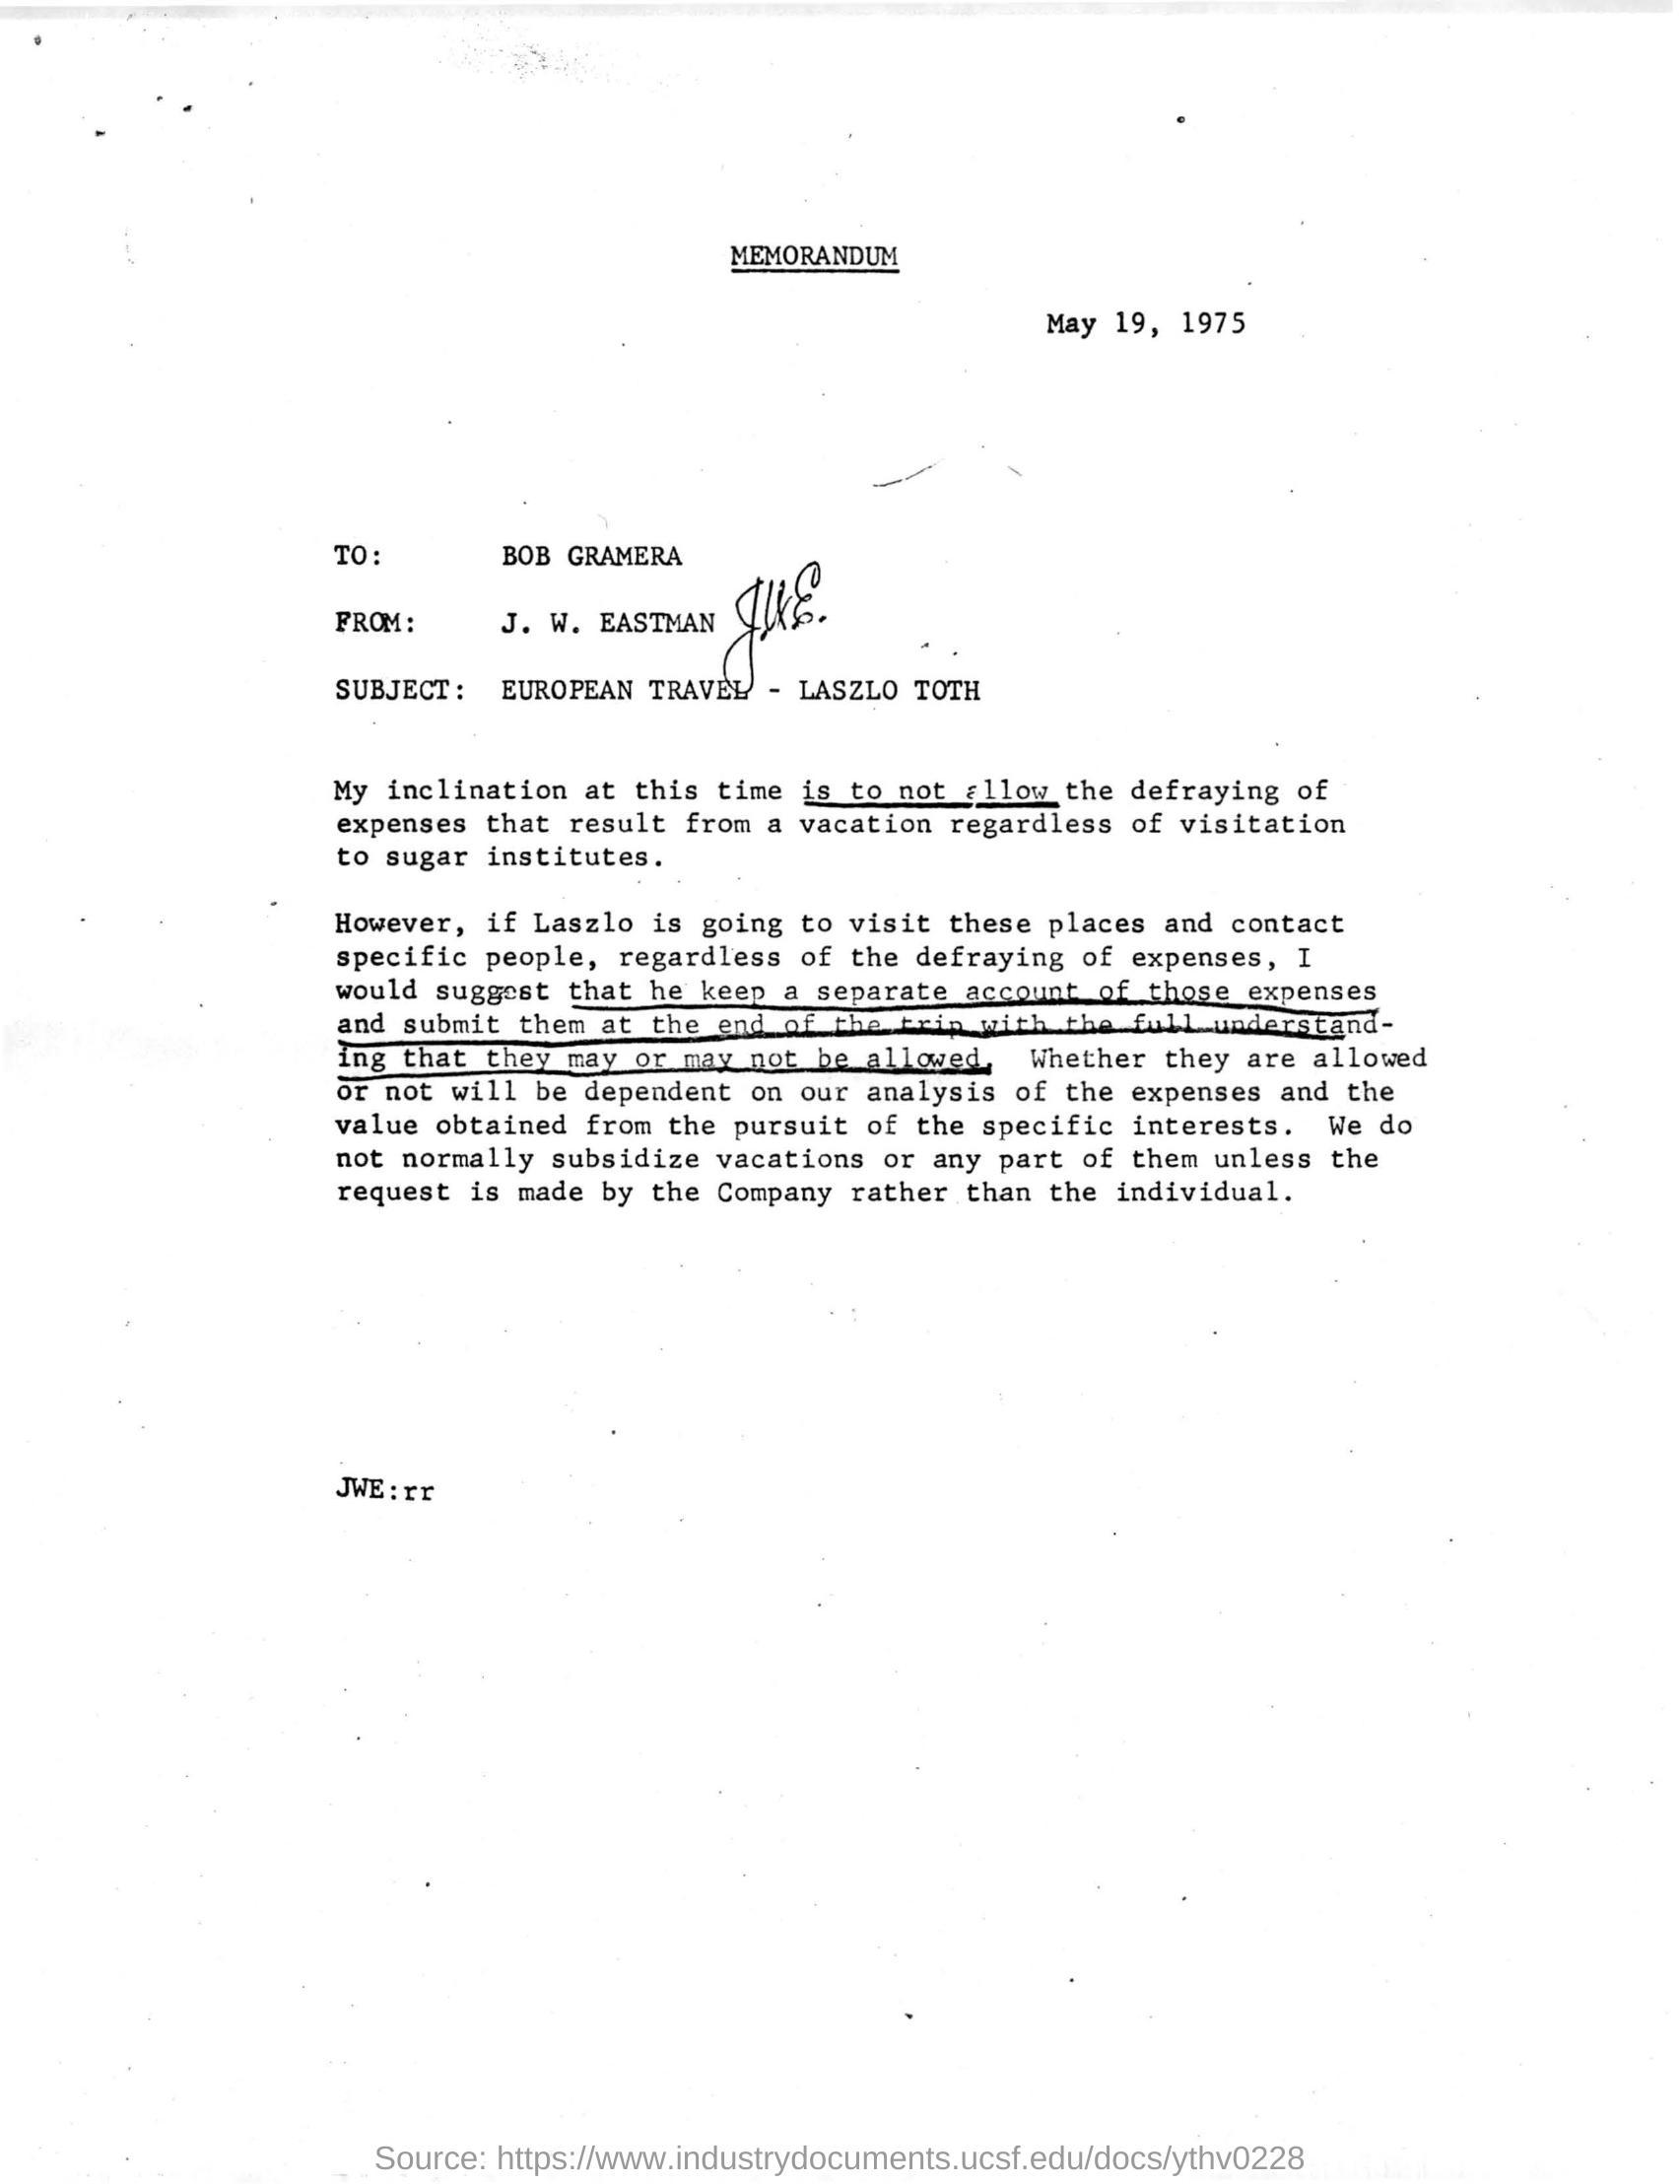 MEMORANDUM
May 19, 1975
TO: BOB GRAMERA
FROM: J. W. EASTMAN J.W.E.
SUBJECT: EUROPEAN TRAVEL - LASZLO TOTH
My inclination at this time is to not allow the defraying of
expenses that result from a vacation regardless of visitation
to sugar institutes.
However, if Laszlo is going to visit these places and contact
specific people, regardless of the defraying of expenses, I
would suggest that he keep a separate account of those expenses
and submit them at the end of the trip with the full understand-
ing that they may or may not be allowed. Whether they are allowed
or not will be dependent on our analysis of the expenses and the
value obtained from the pursuit of the specific interests. We do
not normally subsidize vacations or any part of them unless the
request is made by the Company rather than the individual.
JWE:rr
Source: https://www.industrydocuments.ucsf.edu/docs/ythv0228